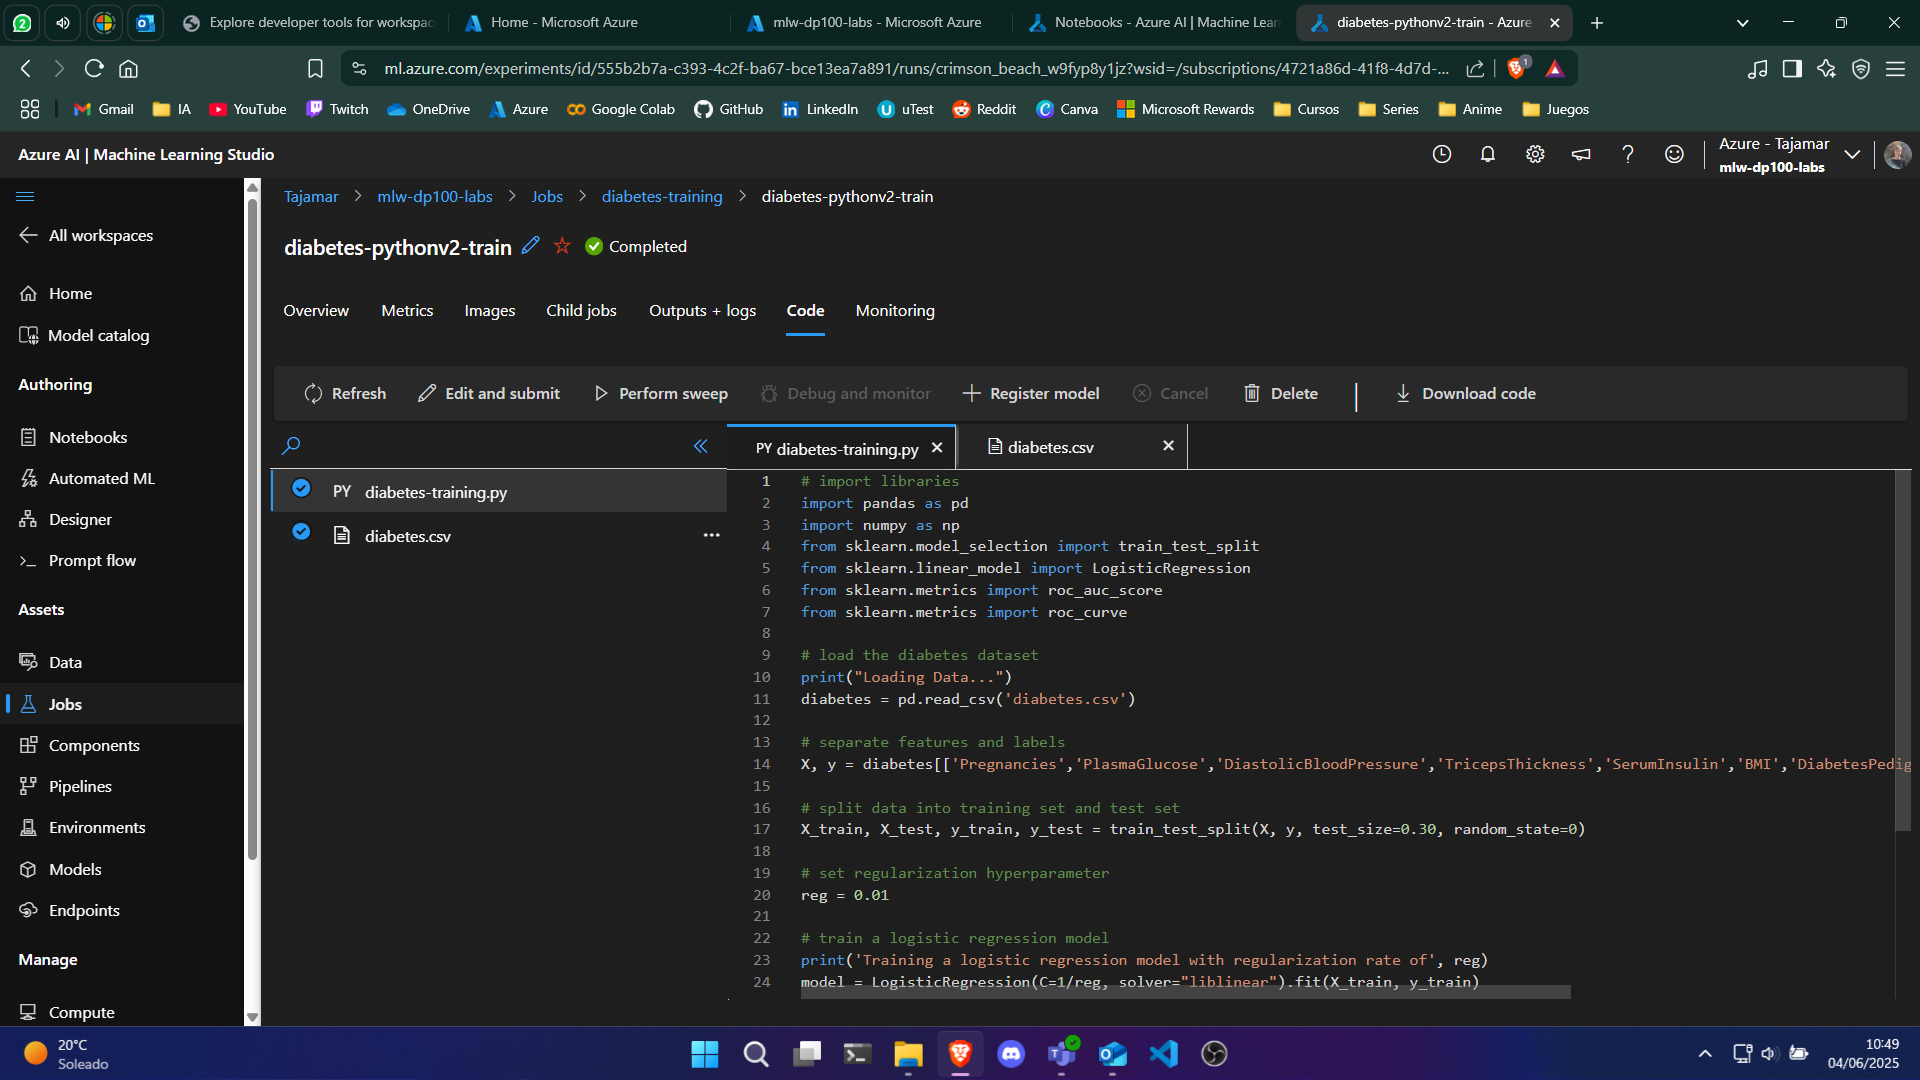 2
Explore developer tools for workspac
Home - Microsoft Azure
mlw-dp100-labs - Microsoft Azure
Notebooks - Azure AI | Machine Lear
diabetes-pythonv2-train - Azure
ml.azure.com/experiments/id/555b2b7a-c393-4c2f-ba67-bce13ea7a891/runs/crimson_beach_w9fyp8y1jz?wsid=/subscriptions/4721a86d-41f8-4d7d-...
1
Gmail
IA
YouTube
Twitch
OneDrive
Azure
Google Colab
GitHub
LinkedIn
uTest
Reddit
Canva
Microsoft Rewards
Cursos
Series
Anime
Juegos
Azure AI | Machine Learning Studio
Azure - Tajamar
mlw-dp100-labs
All workspaces
Home
Model catalog
Authoring
Notebooks
Automated ML
Designer
Prompt flow
Assets
Data
Jobs
Components
Pipelines
Environments
Models
Endpoints
Manage
Compute
Tajamar > mlw-dp100-labs > Jobs > diabetes-training > diabetes-pythonv2-train
diabetes-pythonv2-train
Completed
Overview
Metrics
Images
Child jobs
Outputs + logs
Code
Monitoring
Refresh
Edit and submit
Perform sweep
Debug and monitor
Register model
Cancel
Delete
Download code
PY diabetes-training.py
diabetes.csv
PY diabetes-training.py
diabetes.csv
1 # import libraries
2 import pandas as pd
3 import numpy as np
4 from sklearn.model_selection import train_test_split
5 from sklearn.linear_model import LogisticRegression
6 from sklearn.metrics import roc_auc_score
7 from sklearn.metrics import roc_curve
8
9 # load the diabetes dataset
10 print("Loading Data...")
11 diabetes = pd.read_csv('diabetes.csv')
12
13 # separate features and labels
14 X, y = diabetes[['Pregnancies','PlasmaGlucose','DiastolicBloodPressure','TricepsThickness','SerumInsulin','BMI','DiabetesPedig
15
16 # split data into training set and test set
17 X_train, X_test, y_train, y_test = train_test_split(X, y, test_size=0.30, random_state=0)
18
19 # set regularization hyperparameter
20 reg = 0.01
21
22 # train a logistic regression model
23 print('Training a logistic regression model with regularization rate of', reg)
24 model = LogisticRegression(C=1/reg, solver="liblinear").fit(X_train, y_train)
20°C
Soleado
10:49
04/06/2025